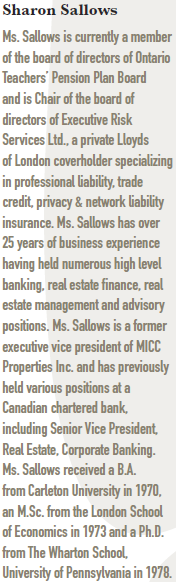 Sharon Sallows
Ms. Sallows is currently a member
of the board of directors of Ontario
Teachers' Pension Plan Board
and is Chair of the board of
directors of Executive Risk
Services Ltd., a private Lloyds
of London coverholder specializing
in professional liability, trade
credit, privacy & network liability
insurance. Ms. Sallows has over
25 years of business experience
having held numerous high level
banking, real estate finance, real
estate management and advisory
positions. Ms. Sallows is a former
executive vice president of MICC
Properties Inc. and has previously
held various positions at a
Canadian chartered bank,
including Senior Vice President,
Real Estate, Corporate Banking.
Ms. Sallows received a B.A.
from Carleton University in 1970,
an M.Sc. from the London School
of Economics in 1973 and a Ph.D.
from The Wharton School,
University of Pennsylvania in 1978.